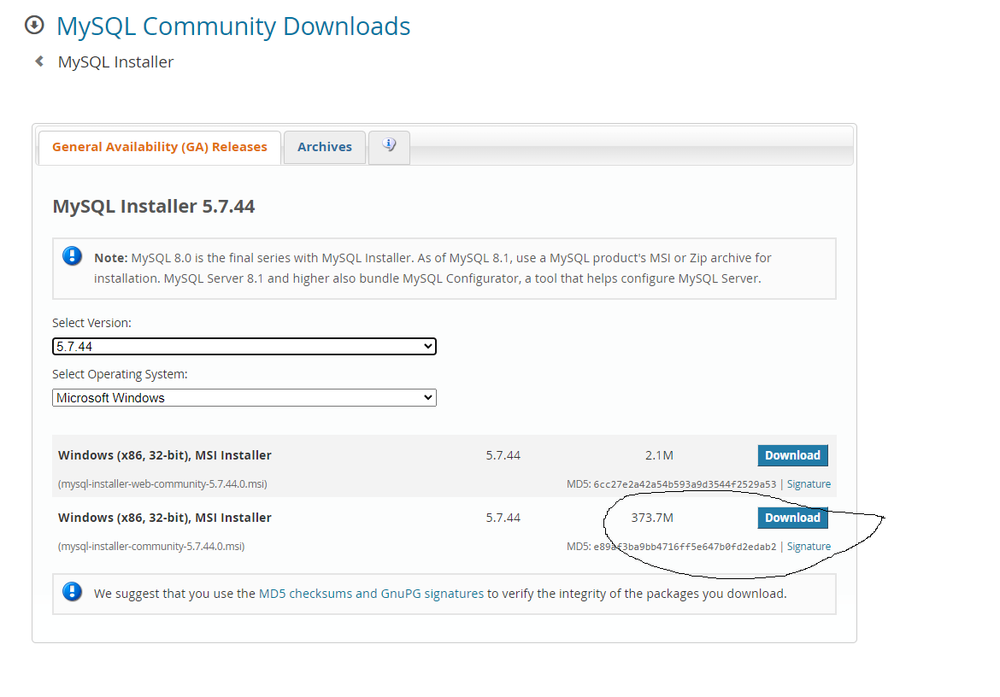 MySQL Community Downloads
MySQL Installer
General Availability (GA) Releases Archives
MySQL Installer 5.7.44
Note: MySQL 8.0 is the final series with MySQL Installer. As of MySQL 8.1, use a MySQL product's MSI or Zip archive for
installation. MySQL Server 8.1 and higher also bundle MySQL Configurator, a tool that helps configure MySQL Server.
Select Version:
5.7.44
Select Operating System:
Microsoft Windows
Windows (x86, 32-bit), MSI Installer 5.7.44 2.1M Download
(mysql-installer-web-community-5.7.44.0.msi) MD5: 6cc27e2a42a54b593a9d3544f2529a53 | Signature
Windows (x86, 32-bit), MSI Installer 5.7.44 373.7M Download
(mysql-installer-community-5.7.44.0.msi) MD5: e89af3ba9bb4716ff5e647b0fd2edab2 | Signature
We suggest that you use the MD5 checksums and GnuPG signatures to verify the integrity of the packages you download.